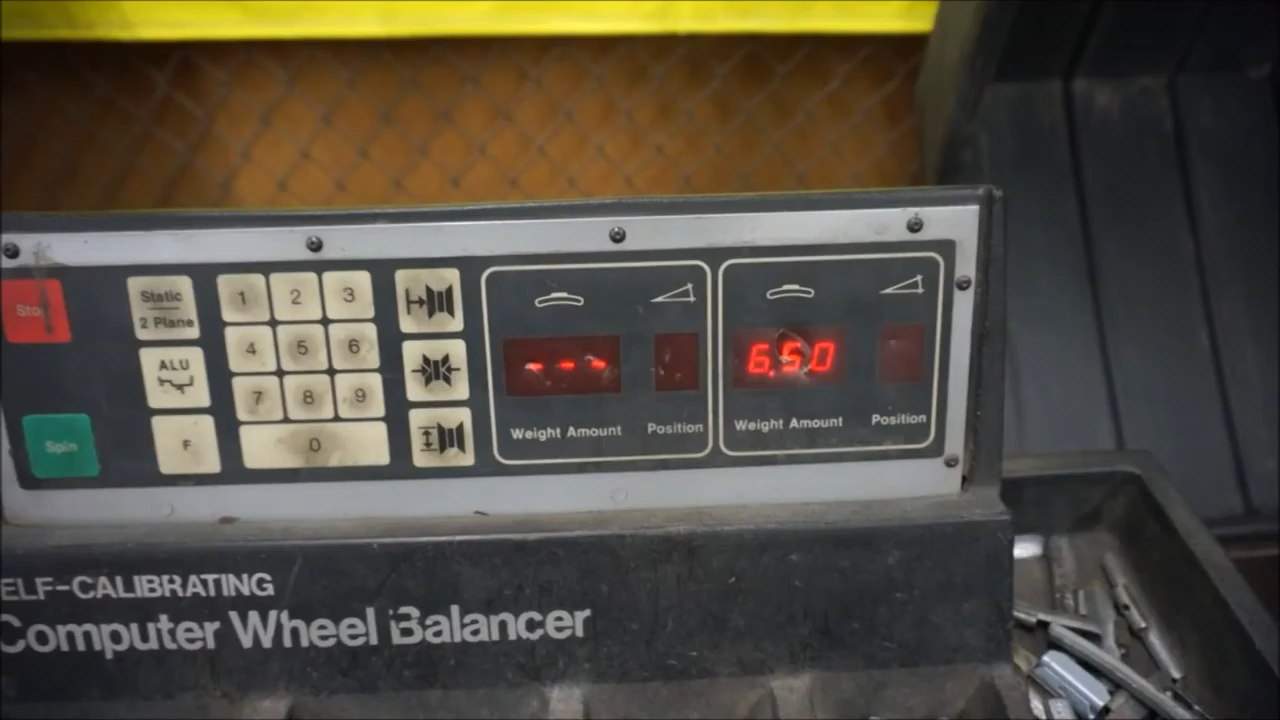 Sto
Static
2 Plane
ALU
F
Spin
1 2 3
4 5 6
7 8 9
0
---
Weight Amount Position
6.50
Weight Amount Position
ELF-CALIBRATING
Computer Wheel Balancer